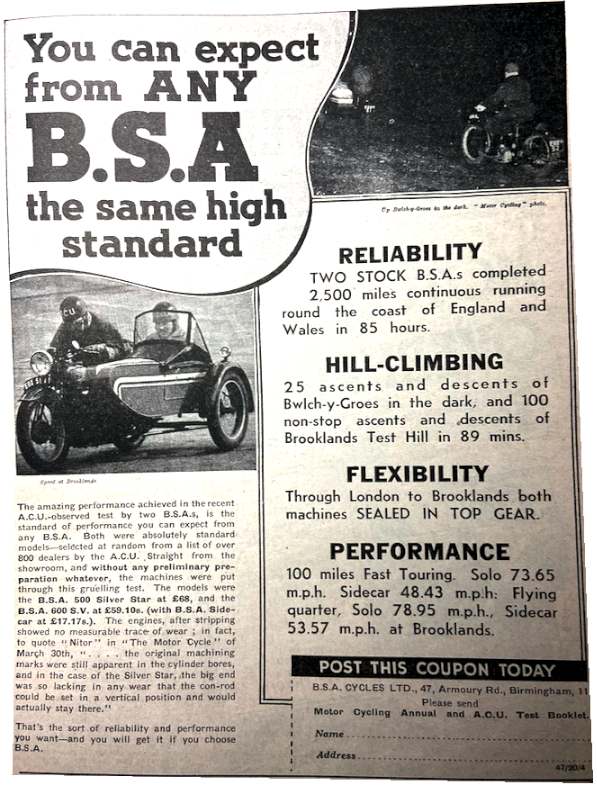 You can expect
from ANY
B.S.A
the same high
standard
Up Bwlch-y-Groes in the dark. "Motor Cycling" photo.
Speed at Brooklands
The amazing performance achieved in the recent
A.C.U.-observed test by two B.S.A.s, is the
standard of performance you can expect from
any B.S.A. Both were absolutely standard
models—selected at random from a list of over
800 dealers by the A.C.U. Straight from the
showroom, and without any preliminary pre-
paration whatever, the machines were put
through this gruelling test. The models were
the B.S.A. 500 Silver Star at £68, and the
B.S.A. 600 S.V. at £59.10s. (with B.S.A. Side-
car at £17.17s.). The engines, after stripping
showed no measurable trace of wear; in fact,
to quote "Nitor" in "The Motor Cycle" of
March 30th, ". . . . the original machining
marks were still apparent in the cylinder bores,
and in the case of the Silver Star, the big end
was so lacking in any wear that the con-rod
could be set in a vertical position and would
actually stay there."
That's the sort of reliability and performance
you want—and you will get it if you choose
B.S.A.
RELIABILITY
TWO STOCK B.S.A.s completed
2,500 miles continuous running
round the coast of England and
Wales in 85 hours.
HILL-CLIMBING
25 ascents and descents of
Bwlch-y-Groes in the dark, and 100
non-stop ascents and descents of
Brooklands Test Hill in 89 mins.
FLEXIBILITY
Through London to Brooklands both
machines SEALED IN TOP GEAR.
PERFORMANCE
100 miles Fast Touring. Solo 73.65
m.p.h. Sidecar 48.43 m.p.h: Flying
quarter, Solo 78.95 m.p.h., Sidecar
53.57 m.p.h. at Brooklands.
POST THIS COUPON TODAY
B.S.A. CYCLES LTD., 47, Armoury Rd., Birmingham, 11
Please send
Motor Cycling Annual and A.C.U. Test Booklet.
Name
Address
47/20/4